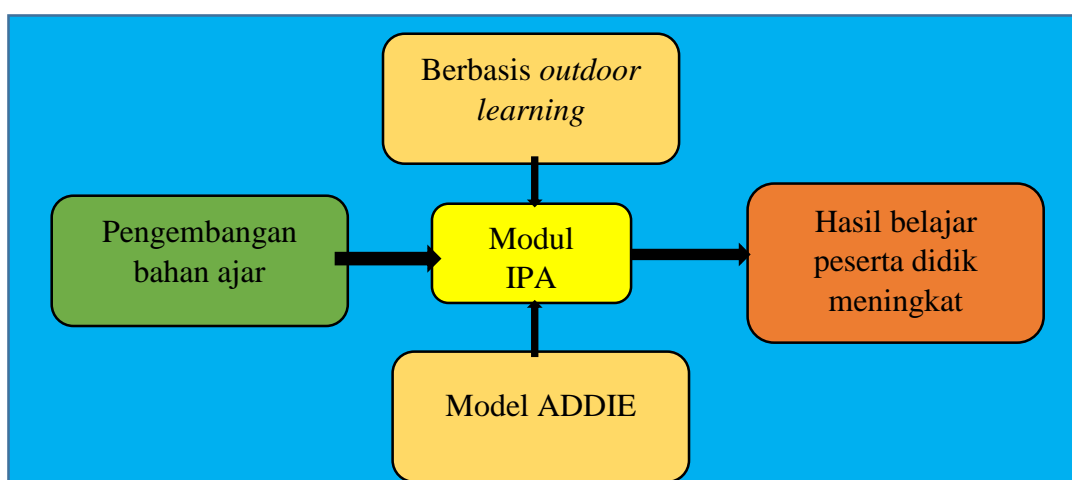 Berbasis outdoor
learning
Pengembangan
bahan ajar
Modul
IPA
Hasil belajar
peserta didik
meningkat
Model ADDIE